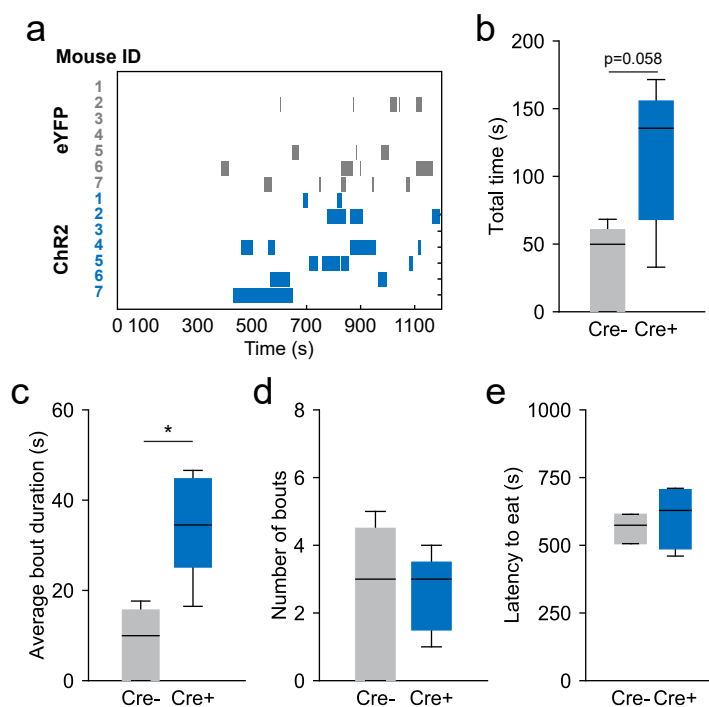 a
Mouse ID
eYFP
1
2
3
4
5
6
7
ChR2
1
2
3
4
5
6
7
0 100 300 500 700 900 1100
Time (s)
b
Total time (s)
200
150
100
50
0
p=0.058
Cre- Cre+
c
Average bout duration (s)
60
40
20
0
*
Cre- Cre+
d
Number of bouts
8
6
4
2
0
Cre- Cre+
e
Latency to eat (s)
1000
750
500
250
0
Cre- Cre+